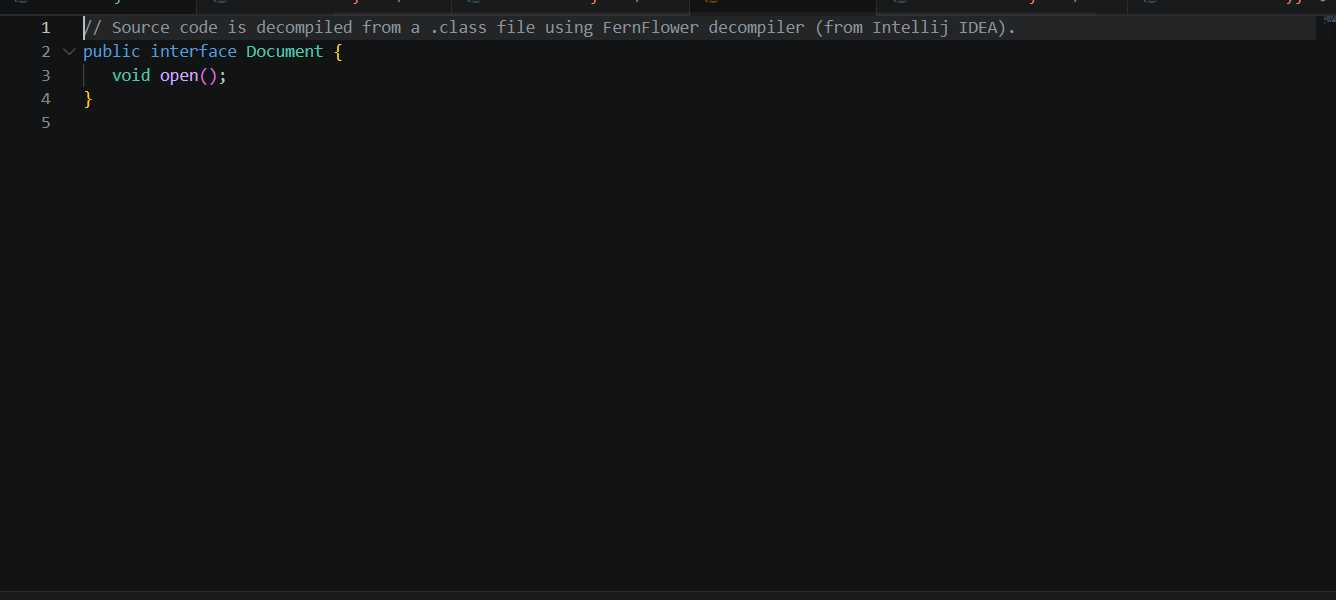 1 // Source code is decompiled from a .class file using FernFlower decompiler (from Intellij IDEA).
2 public interface Document {
3 void open();
4 }
5